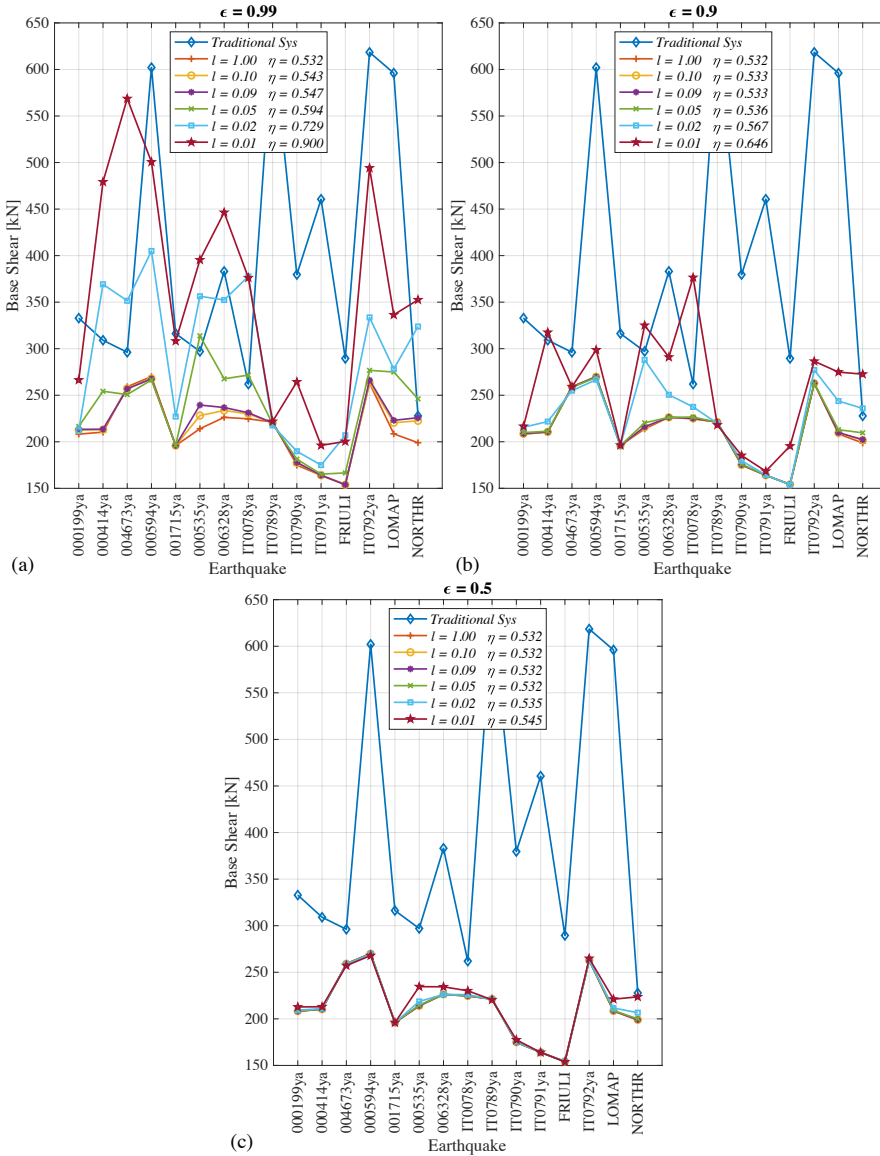 ϵ = 0.99
650
600
550
500
450
400
350
300
250
200
150
Base Shear [kN]
Traditional Sys
l = 1.00 η = 0.532
l = 0.10 η = 0.543
l = 0.09 η = 0.547
l = 0.05 η = 0.594
l = 0.02 η = 0.729
l = 0.01 η = 0.900
000199ya
000414ya
004673ya
000594ya
001715ya
000535ya
006328ya
IT0078ya
IT0789ya
IT0790ya
IT0791ya
FRIULI
IT0792ya
LOMAP
NORTHR
Earthquake
(a)
ϵ = 0.9
650
600
550
500
450
400
350
300
250
200
150
Base Shear [kN]
Traditional Sys
l = 1.00 η = 0.532
l = 0.10 η = 0.533
l = 0.09 η = 0.533
l = 0.05 η = 0.536
l = 0.02 η = 0.567
l = 0.01 η = 0.646
000199ya
000414ya
004673ya
000594ya
001715ya
000535ya
006328ya
IT0078ya
IT0789ya
IT0790ya
IT0791ya
FRIULI
IT0792ya
LOMAP
NORTHR
Earthquake
(b)
ϵ = 0.5
650
600
550
500
450
400
350
300
250
200
150
Base Shear [kN]
Traditional Sys
l = 1.00 η = 0.532
l = 0.10 η = 0.532
l = 0.09 η = 0.532
l = 0.05 η = 0.532
l = 0.02 η = 0.535
l = 0.01 η = 0.545
000199ya
000414ya
004673ya
000594ya
001715ya
000535ya
006328ya
IT0078ya
IT0789ya
IT0790ya
IT0791ya
FRIULI
IT0792ya
LOMAP
NORTHR
Earthquake
(c)